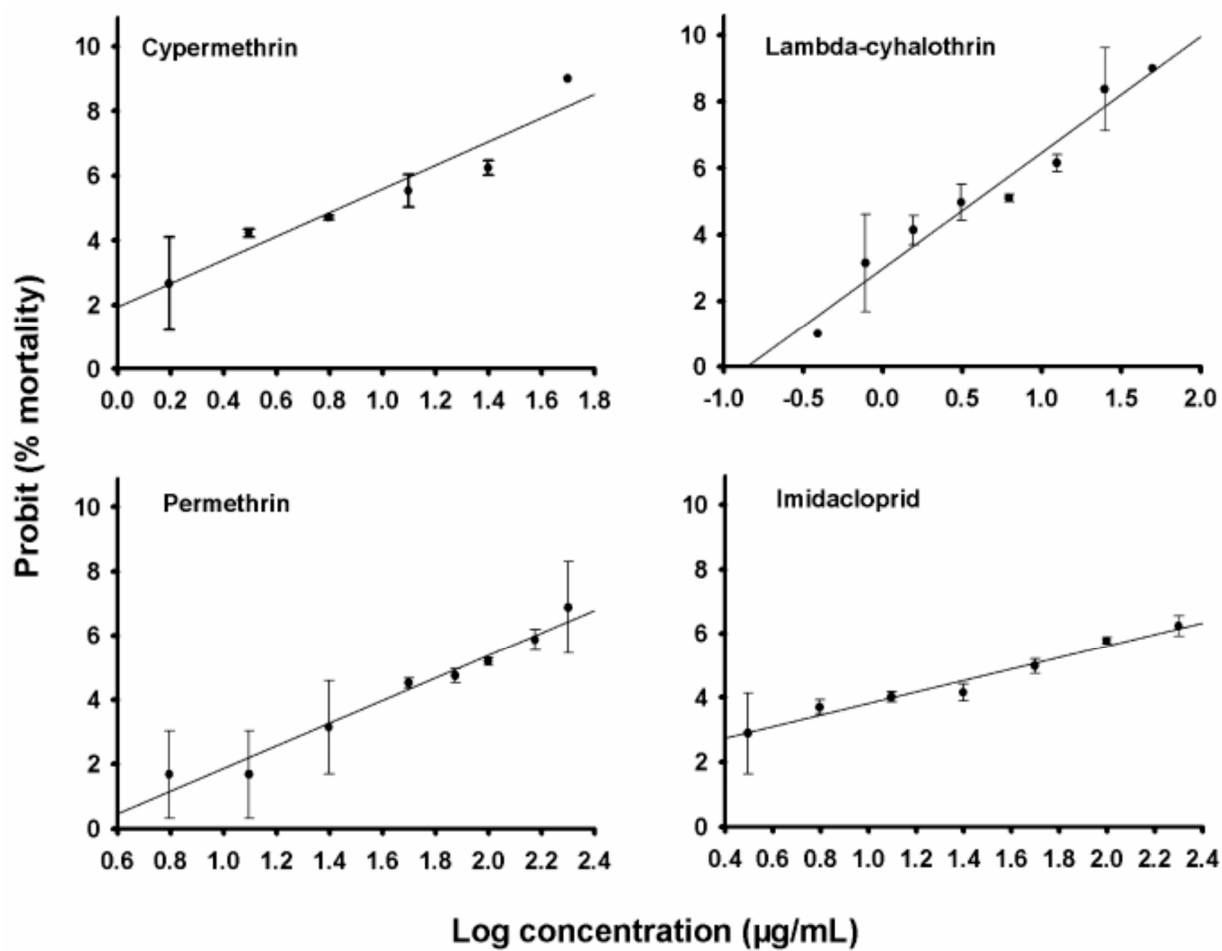 Cypermethrin
10
8
6
4
2
0
0.0 0.2 0.4 0.6 0.8 1.0 1.2 1.4 1.6 1.8
Lambda-cyhalothrin
10
8
6
4
2
0
-1.0 -0.5 0.0 0.5 1.0 1.5 2.0
Probit (% mortality)
Permethrin
10
8
6
4
2
0
0.6 0.8 1.0 1.2 1.4 1.6 1.8 2.0 2.2 2.4
Imidacloprid
10
8
6
4
2
0
0.4 0.6 0.8 1.0 1.2 1.4 1.6 1.8 2.0 2.2 2.4
Log concentration (µg/mL)